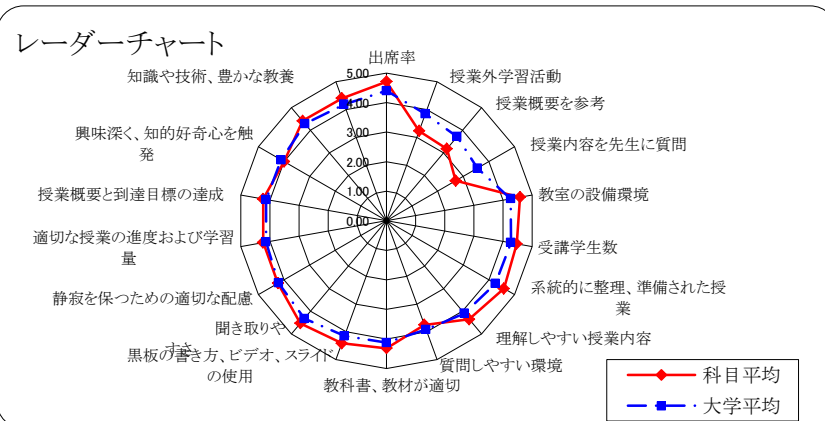 レーダーチャート
出席率
授業外学習活動
授業概要を参考
授業内容を先生に質問
教室の設備環境
受講学生数
系統的に整理、準備された授
業
理解しやすい授業内容
質問しやすい環境
教科書、教材が適切
黒板の書き方、ビデオ、スライド
の使用
聞き取りや
すさ
静寂を保つための適切な配慮
適切な授業の進度および学習
量
授業概要と到達目標の達成
興味深く、知的好奇心を触
発
知識や技術、豊かな教養
5.00
4.00
3.00
2.00
1.00
0.00
科目平均
大学平均